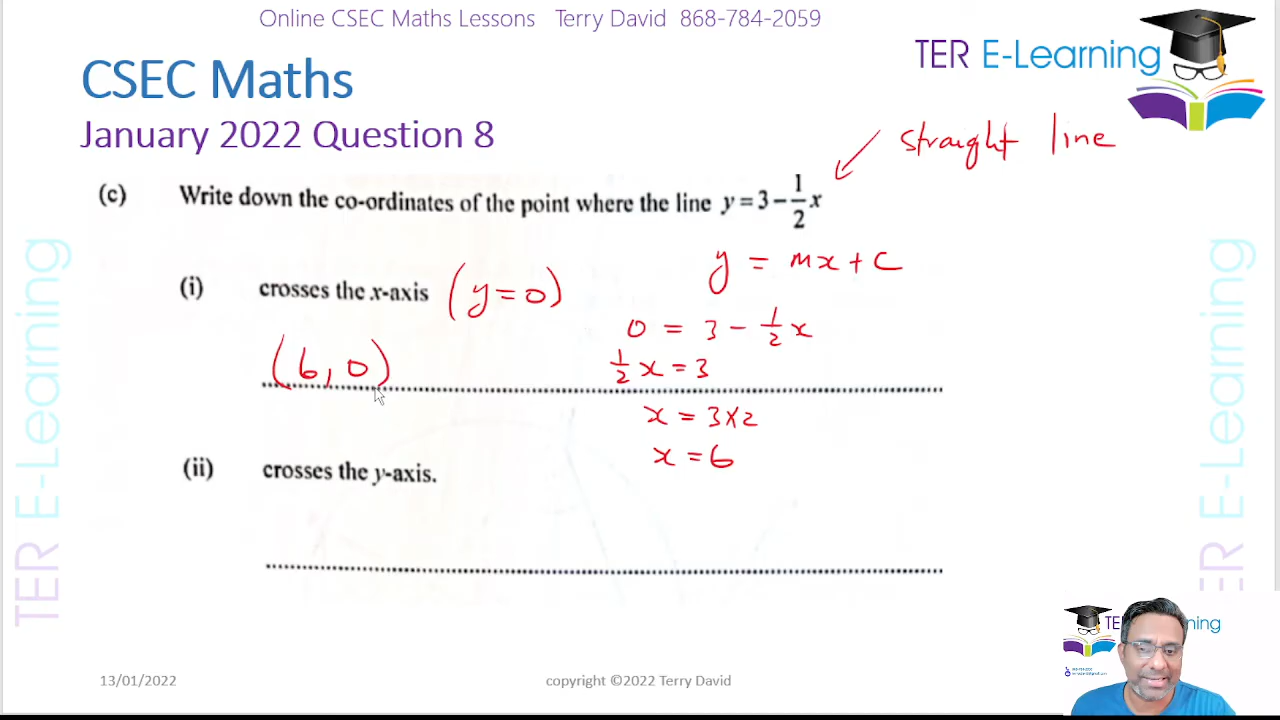 Online CSEC Maths Lessons Terry David 868-784-2059
TER E-Learning
CSEC Maths
January 2022 Question 8
straight line
(c) Write down the co-ordinates of the point where the line y = 3 - 1/2 x
y = mx + c
(i) crosses the x-axis (y = 0)
0 = 3 - 1/2 x
1/2 x = 3
(6, 0)
x = 3 x 2
x = 6
(ii) crosses the y-axis.
TER E-Learning
TER E-Learning
TER E-Learning
13/01/2022
copyright ©2022 Terry David